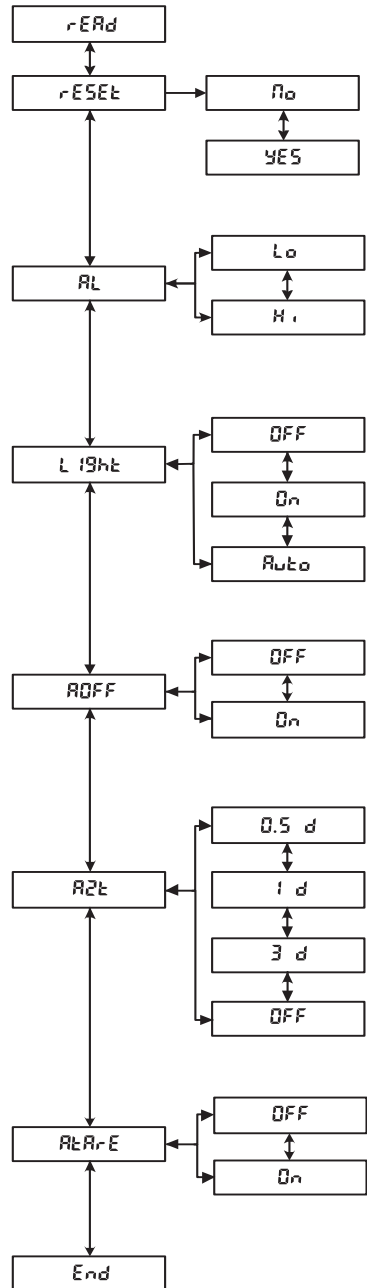 rEAd
rESEt
No
YES
AL
Lo
Hi
LIght
OFF
On
Auto
AOFF
OFF
On
AZt
0.5 d
1 d
3 d
OFF
AtArE
OFF
On
End